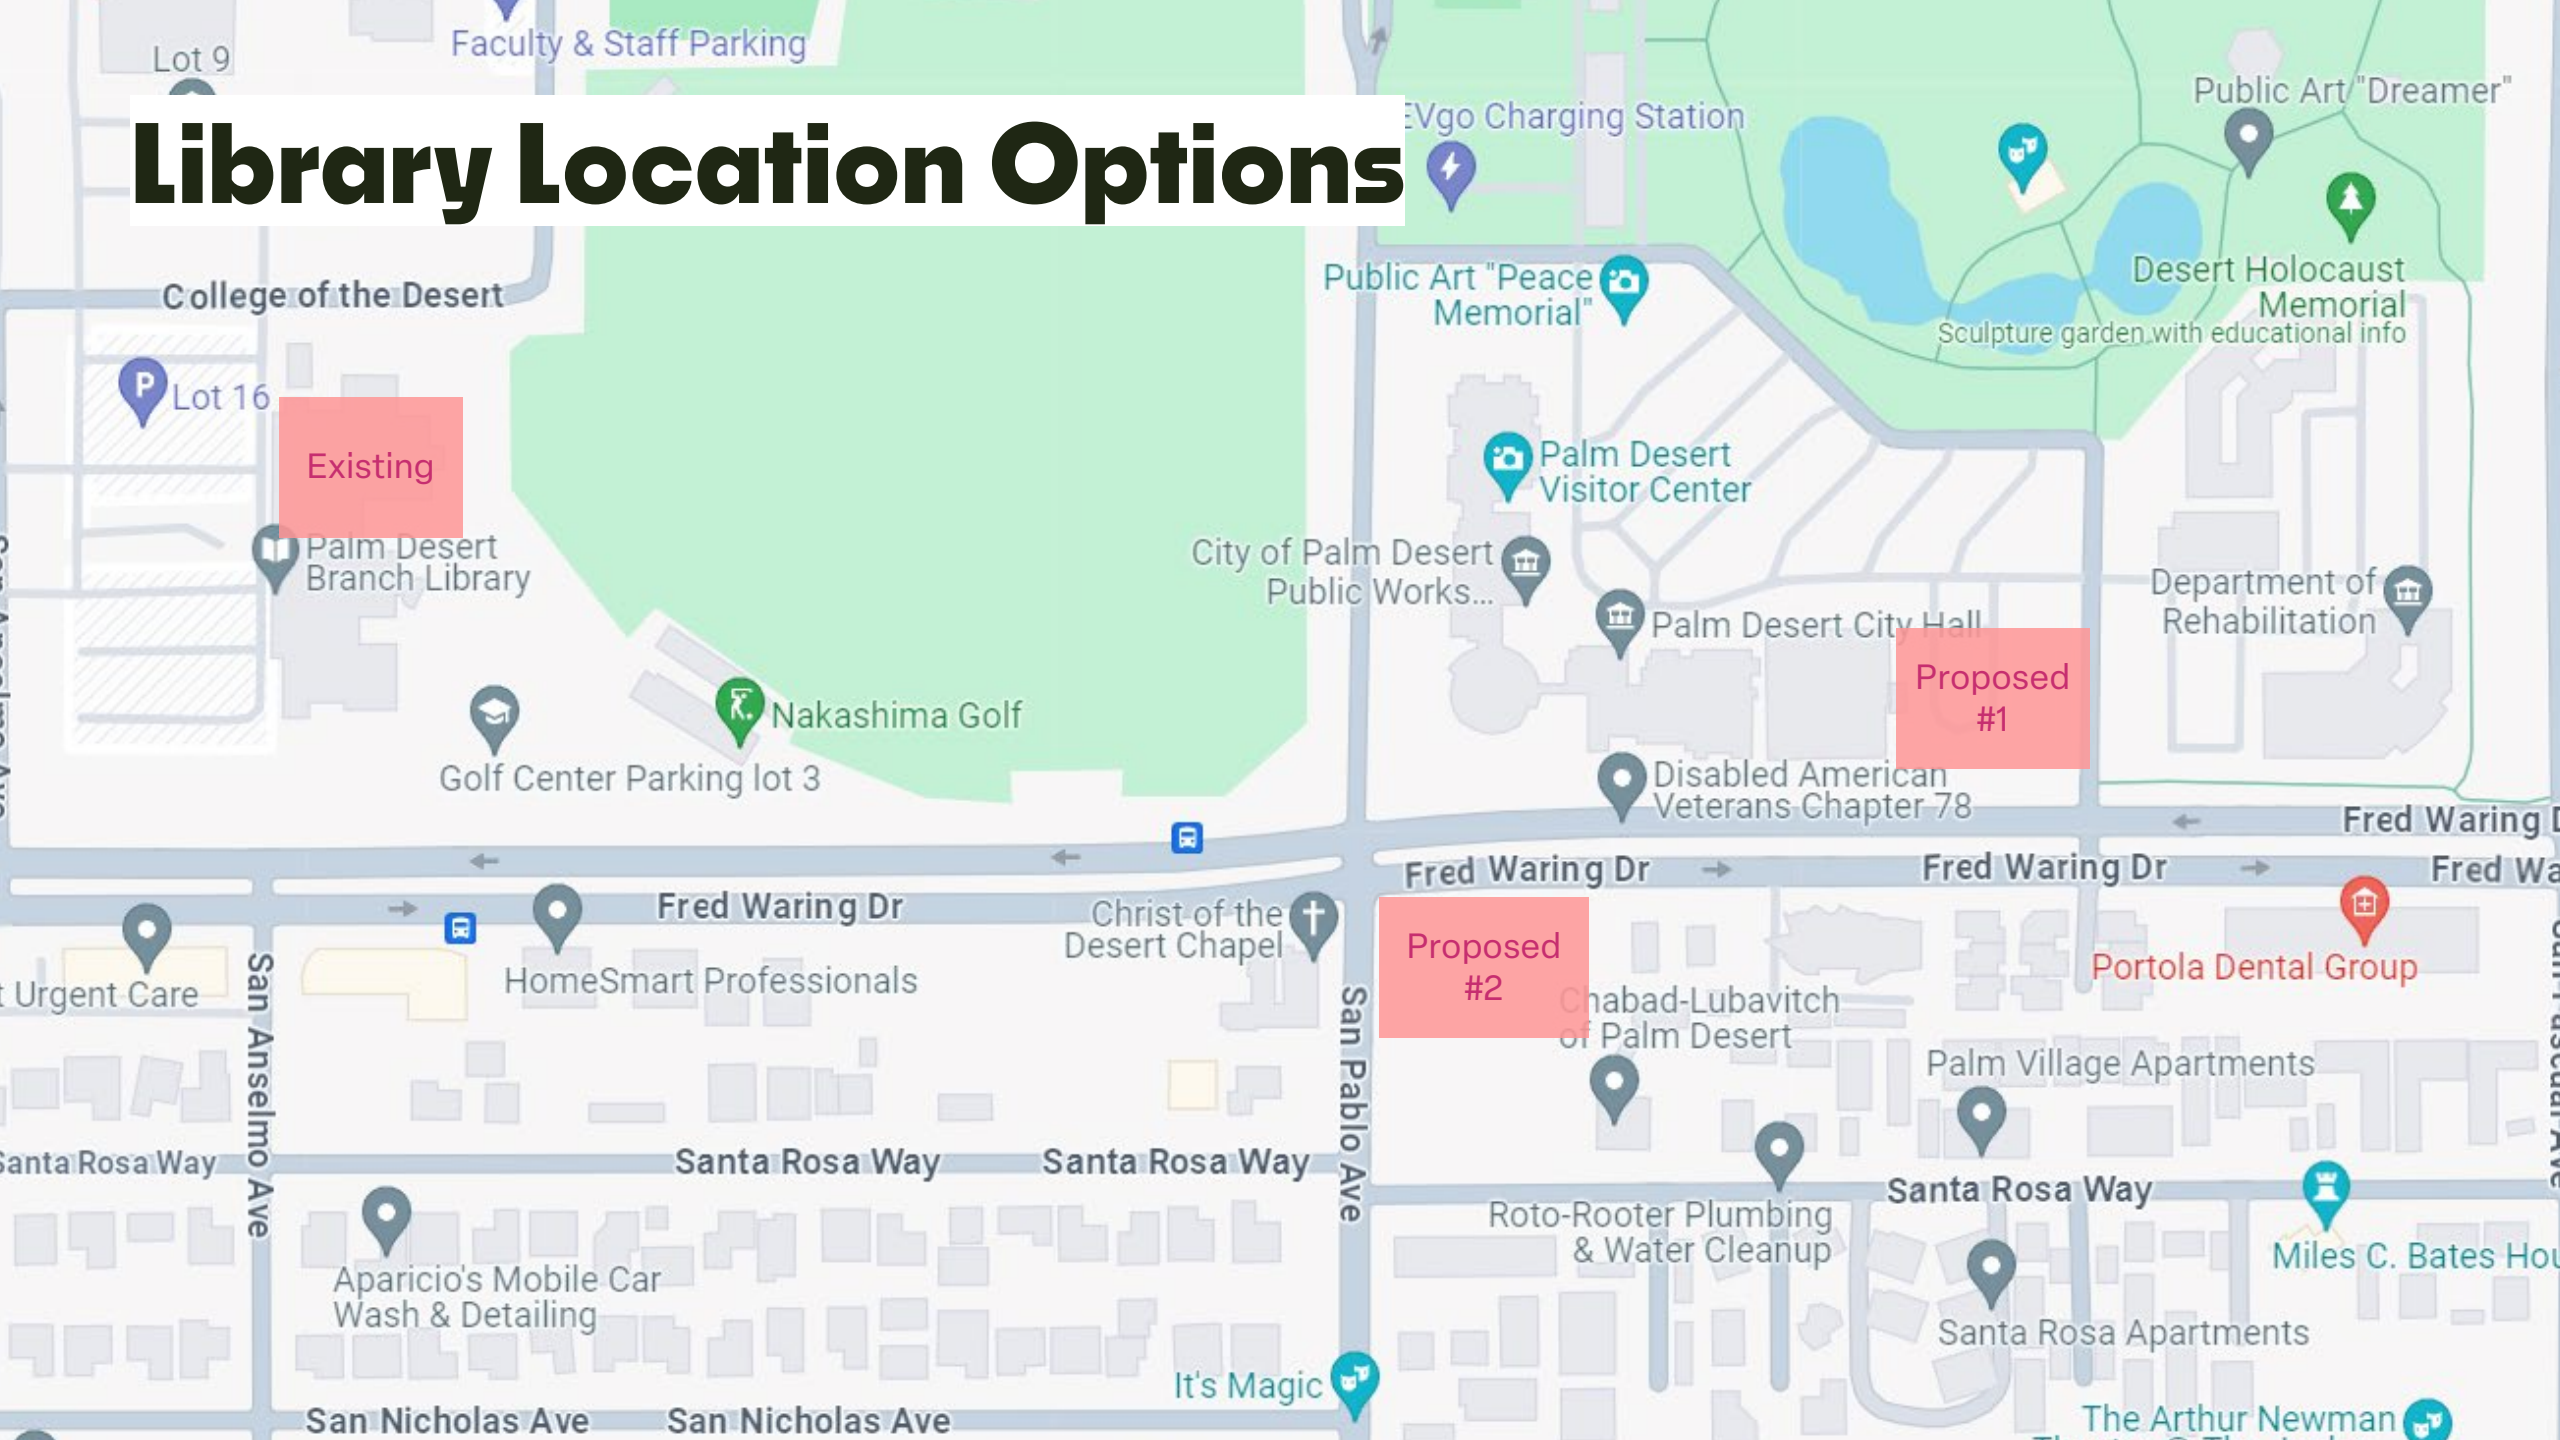 Faculty & Staff Parking
Lot 9
Public Art "Dreamer"
EVgo Charging Station
Library Location Options
Desert Holocaust
Memorial
Sculpture garden with educational info
Public Art "Peace
Memorial"
College of the Desert
Lot 16
Existing
Palm Desert
Visitor Center
Palm Desert
Branch Library
City of Palm Desert
Public Works...
Palm Desert City Hall
Department of
Rehabilitation
Proposed
#1
Nakashima Golf
Golf Center Parking lot 3
Disabled American
Veterans Chapter 78
Fred Waring D
Fred Waring Dr
Fred Waring Dr
Fred Wa
Fred Waring Dr
Christ of the
Desert Chapel
Proposed
#2
Portola Dental Group
HomeSmart Professionals
t Urgent Care
Chabad-Lubavitch
of Palm Desert
San Anselmo Ave
San Pablo Ave
Palm Village Apartments
Santa Rosa Way
Santa Rosa Way
Santa Rosa Way
Santa Rosa Way
Roto-Rooter Plumbing
& Water Cleanup
Miles C. Bates Hou
Aparicio's Mobile Car
Wash & Detailing
Santa Rosa Apartments
It's Magic
San Nicholas Ave
San Nicholas Ave
The Arthur Newman